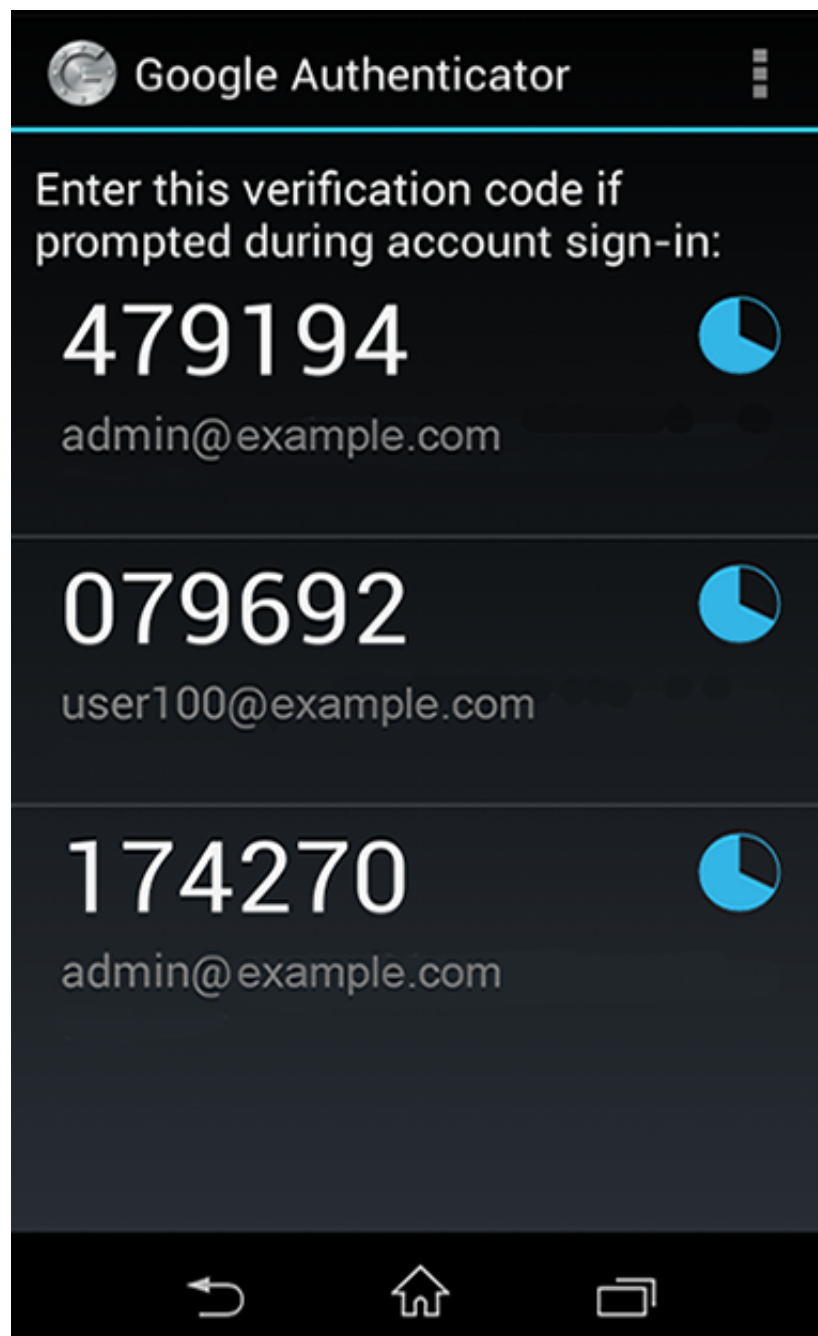 Google Authenticator
Enter this verification code if
prompted during account sign-in:
479194
admin@example.com
079692
user100@example.com
174270
admin@example.com